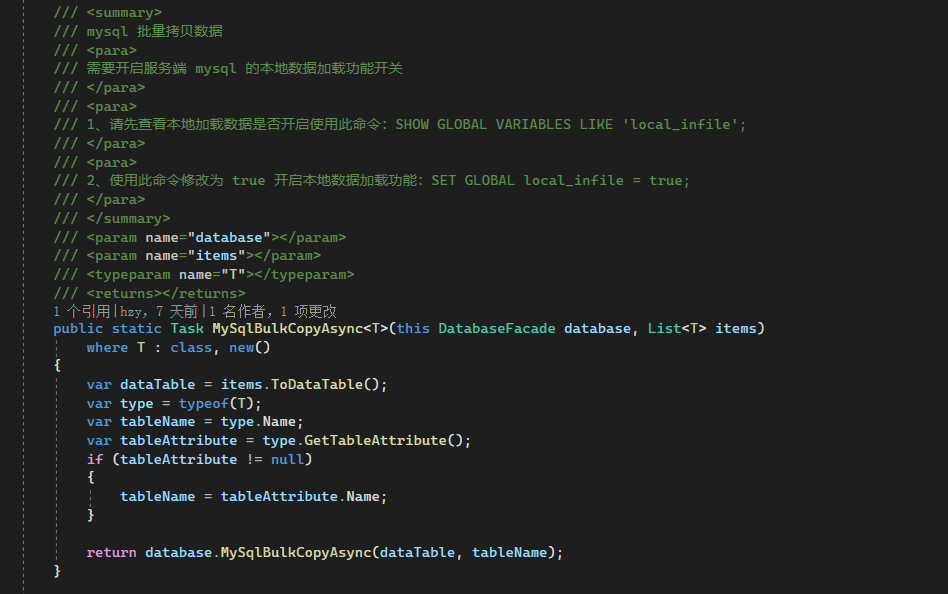 /// <summary>
/// mysql 批量拷贝数据
/// <para>
/// 需要开启服务端 mysql 的本地数据加载功能开关
/// </para>
/// <para>
/// 1、请先查看本地加载数据是否开启使用此命令：SHOW GLOBAL VARIABLES LIKE 'local_infile';
/// </para>
/// <para>
/// 2、使用此命令修改为 true 开启本地数据加载功能：SET GLOBAL local_infile = true;
/// </para>
/// </summary>
/// <param name="database"></param>
/// <param name="items"></param>
/// <typeparam name="T"></typeparam>
/// <returns></returns>
1 个引用|hzy，7 天前|1 名作者，1 项更改
public static Task MySqlBulkCopyAsync<T>(this DatabaseFacade database, List<T> items)
where T : class, new()
{
var dataTable = items.ToDataTable();
var type = typeof(T);
var tableName = type.Name;
var tableAttribute = type.GetTableAttribute();
if (tableAttribute != null)
{
tableName = tableAttribute.Name;
}
return database.MySqlBulkCopyAsync(dataTable, tableName);
}